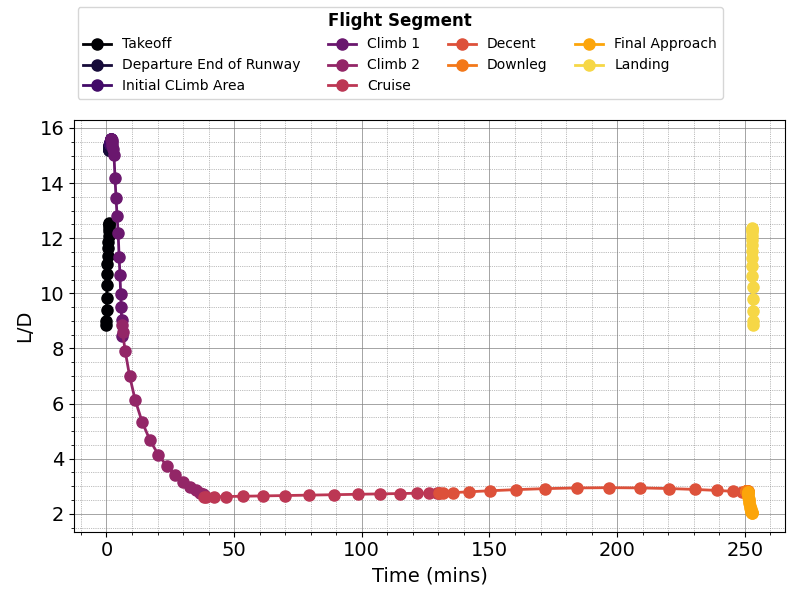 Flight Segment
Takeoff
Departure End of Runway
Initial CLimb Area
Climb 1
Climb 2
Cruise
Decent
Downleg
Final Approach
Landing
16
14
12
10
8
6
4
2
L/D
0 50 100 150 200 250
Time (mins)